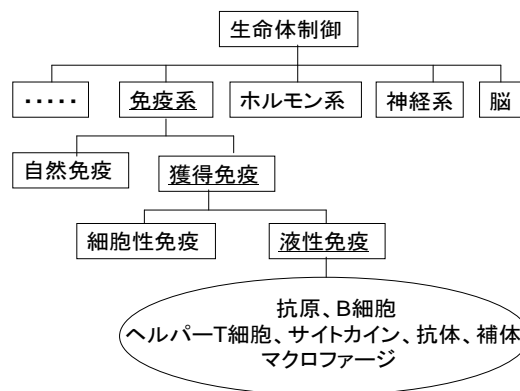 生命体制御
・・・・・
免疫系
ホルモン系
神経系
脳
自然免疫
獲得免疫
細胞性免疫
液性免疫
抗原、B細胞
ヘルパーT細胞、サイトカイン、抗体、補体
マクロファージ